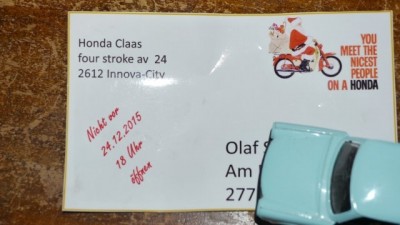 Honda Claas
four stroke av 24
2612 Innova-City
YOU
MEET THE
NICEST
PEOPLE
ON A HONDA
Nicht vor
24.12.2015
18 Uhr
öffnen
Olaf
Am
277